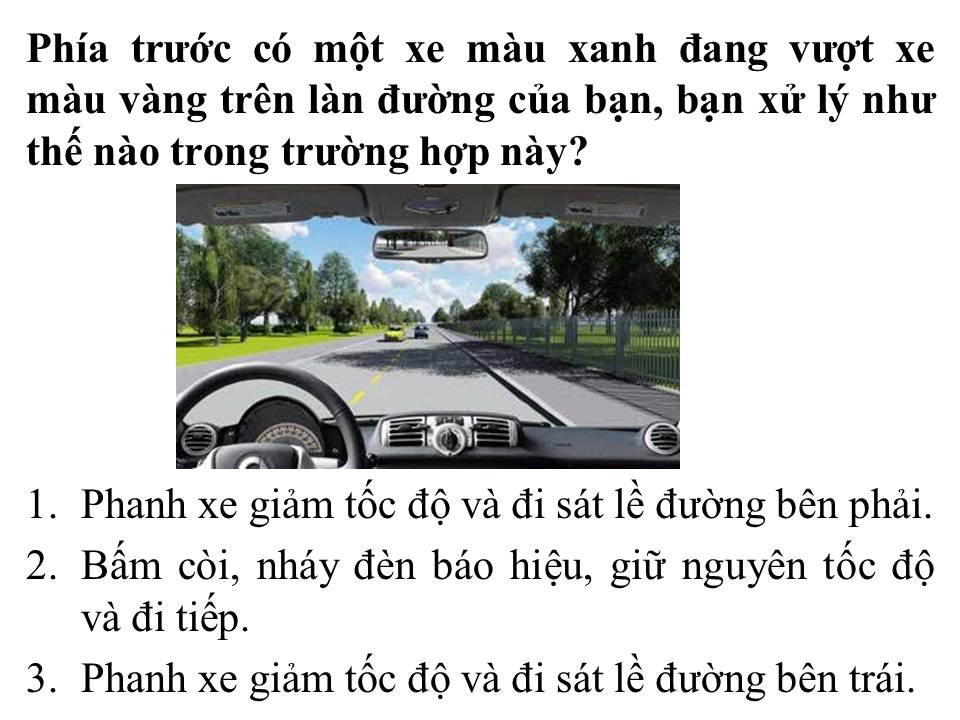 Phía trước có một xe màu xanh đang vượt xe
màu vàng trên làn đường của bạn, bạn xử lý như
thế nào trong trường hợp này?
1. Phanh xe giảm tốc độ và đi sát lề đường bên phải.
2. Bấm còi, nháy đèn báo hiệu, giữ nguyên tốc độ
và đi tiếp.
3. Phanh xe giảm tốc độ và đi sát lề đường bên trái.